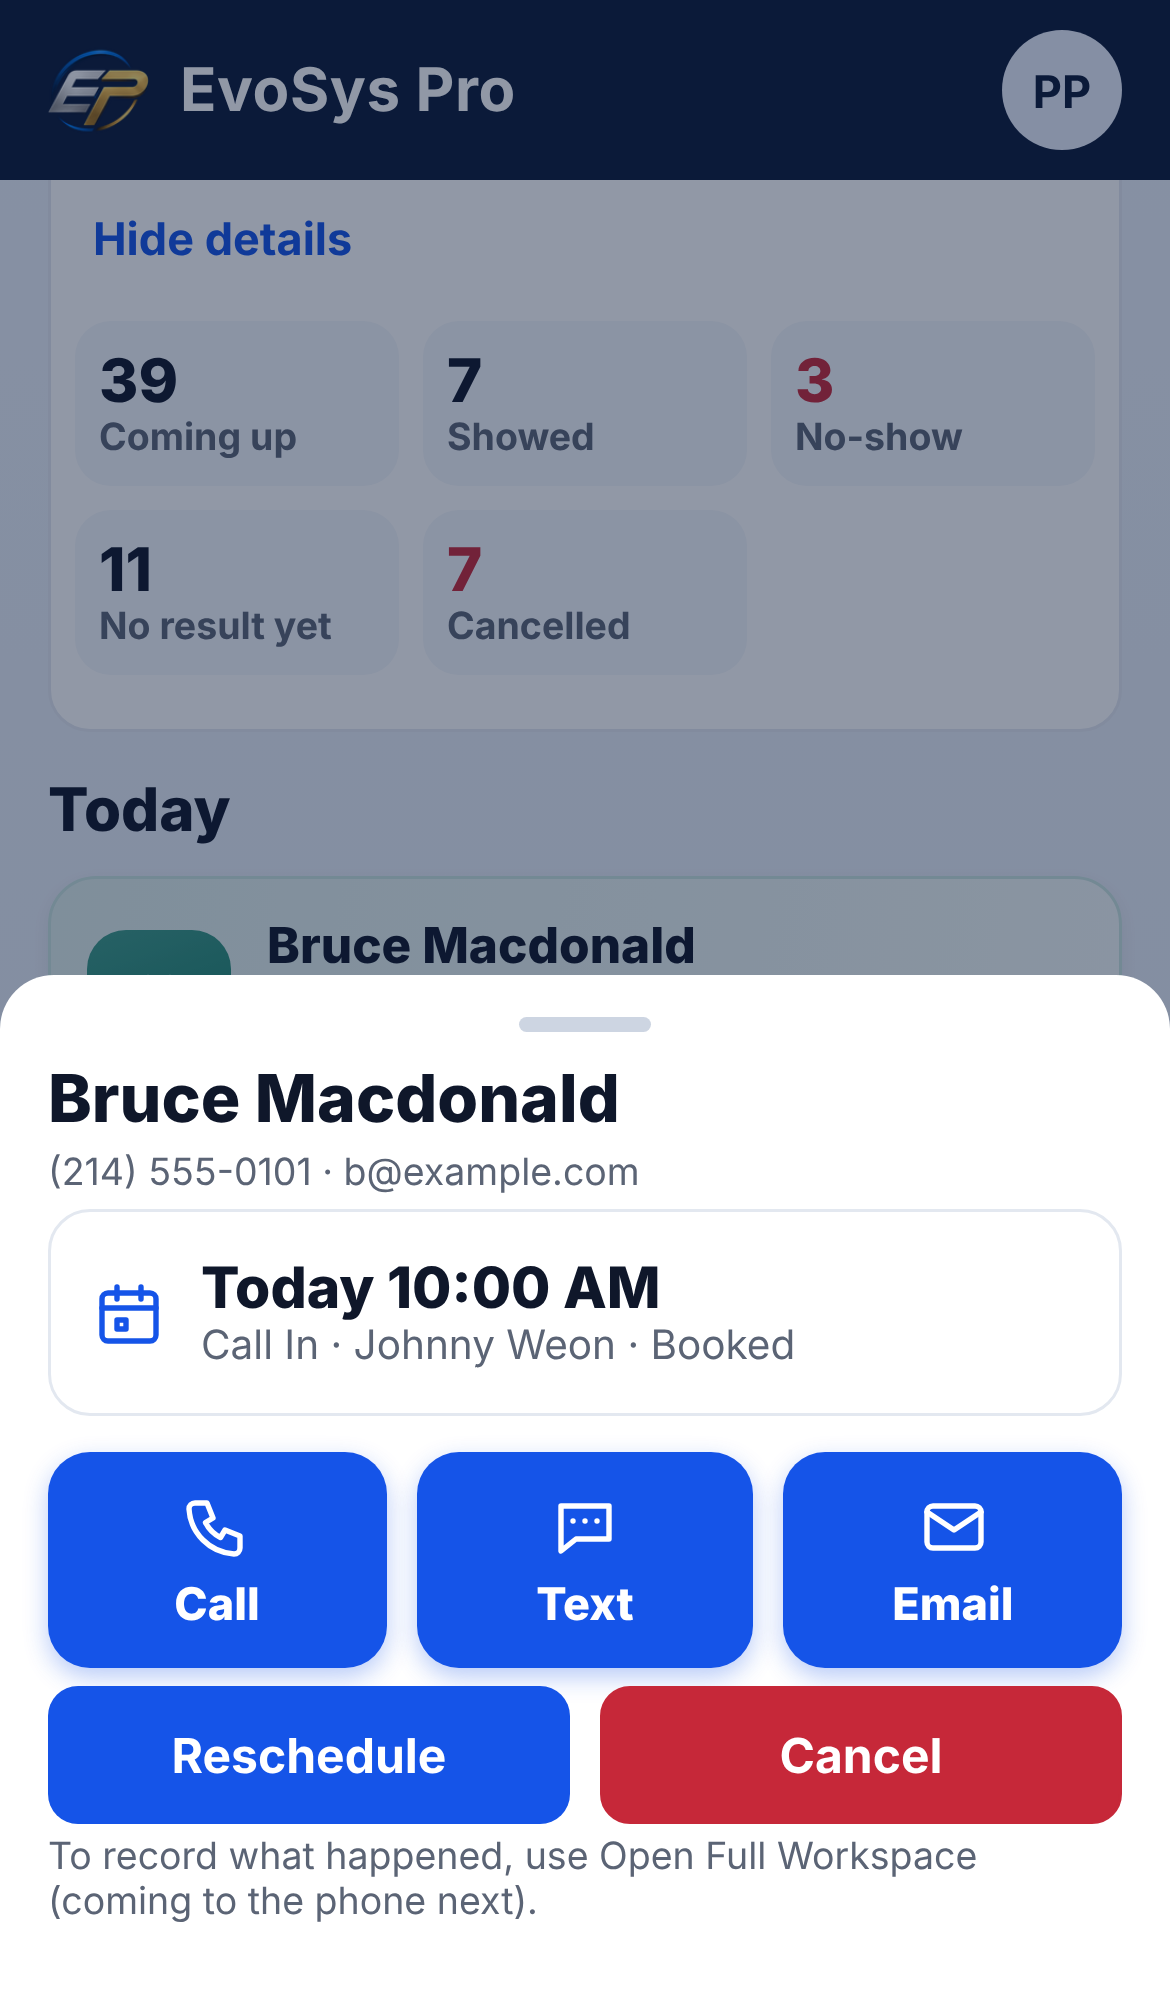 EP EvoSys Pro PP
Hide details
39 7 3
Coming up Showed No-show
11 7
No result yet Cancelled
Today
Bruce Macdonald
Bruce Macdonald
(214) 555-0101 · b@example.com
Today 10:00 AM
Call In · Johnny Weon · Booked
Call Text Email
Reschedule Cancel
To record what happened, use Open Full Workspace
(coming to the phone next).